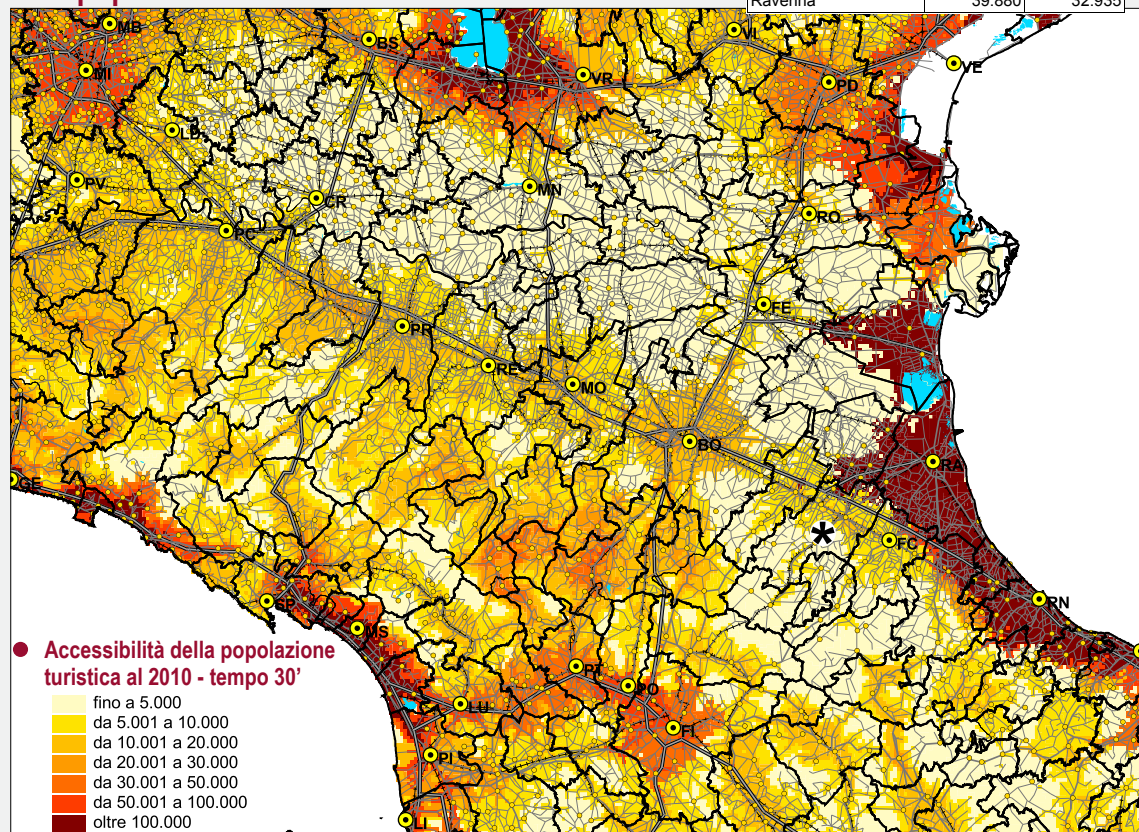 Ravenna 39.880 32.935
MB
BS
VI
MI
VR
VE
PD
PV
MN
CR
RO
PC
FE
PR
RE
MO
BO
RA
GE
*
FO
RN
SP
MS
Accessibilità della popolazione
turistica al 2010 - tempo 30’
PT
PO
fino a 5.000
LU
da 5.001 a 10.000
FI
da 10.001 a 20.000
PI
da 20.001 a 30.000
da 30.001 a 50.000
da 50.001 a 100.000
LI
oltre 100.000